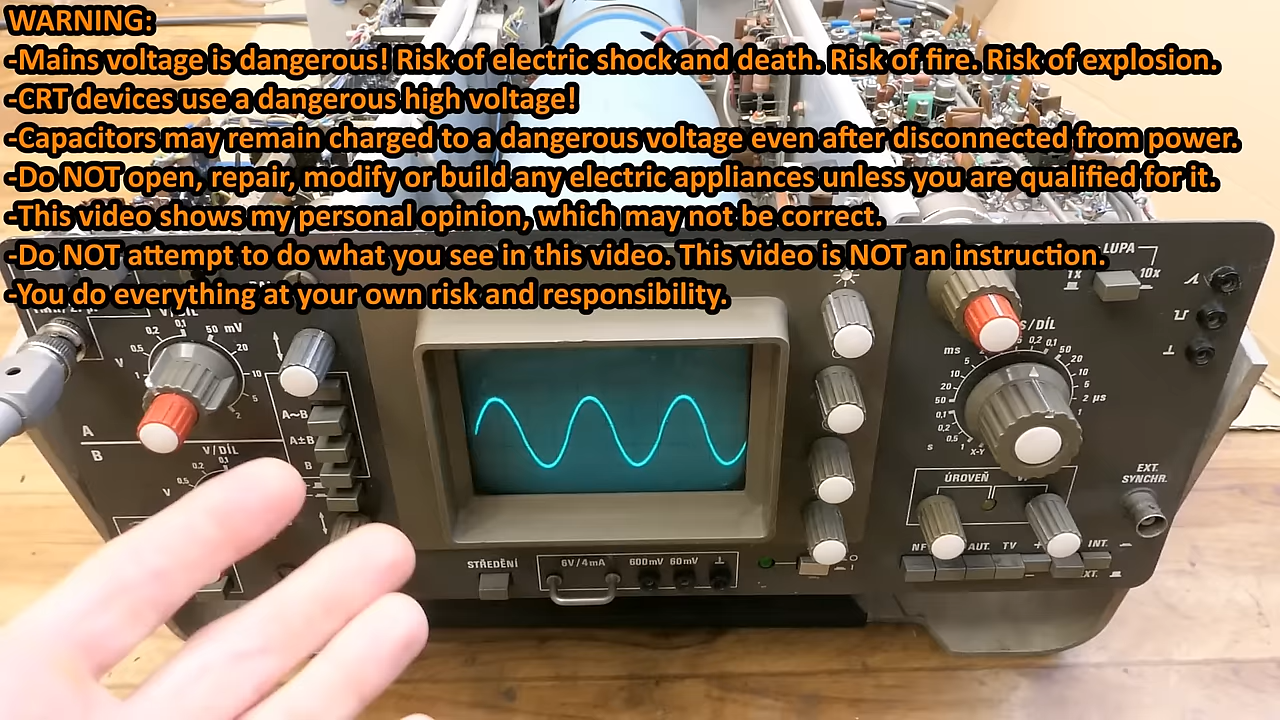 WARNING:
-Mains voltage is dangerous! Risk of electric shock and death. Risk of fire. Risk of explosion.
-CRT devices use a dangerous high voltage!
-Capacitors may remain charged to a dangerous voltage even after disconnected from power.
-Do NOT open, repair, modify or build any electric appliances unless you are qualified for it.
-This video shows my personal opinion, which may not be correct.
-Do NOT attempt to do what you see in this video. This video is NOT an instruction.
-You do everything at your own risk and responsibility.
LUPA
1x 10x
V/DÍL
0,2 0,1 50 mV
0,5 20
V 1 10
5
2
A~B
A±B
B
A
B
V/DÍL
0,2 0,1
V
S/DÍL
0,2 0,1
ms 50
5 20
10 10
20 5
50 2 µs
0,1
0,2
0,5
S 1 X-Y
EXT.
SYNCHR.
ÚROVEŇ
NF AUT. TV + INT.
− EXT.
STŘEDĚNÍ
6V/4mA 600mV 60mV ⊥
O
I